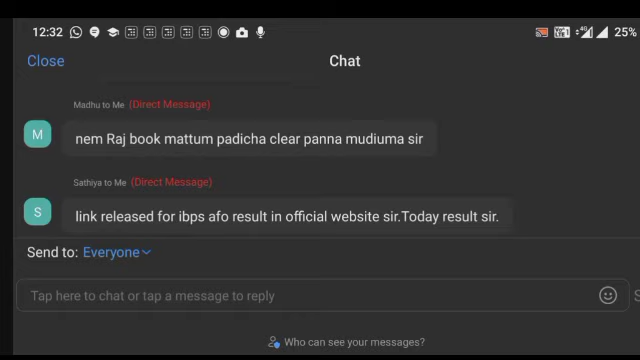 12:32 4G 25%
Close Chat
Madhu to Me (Direct Message)
M nem Raj book mattum padicha clear panna mudiuma sir
Sathiya to Me (Direct Message)
S link released for ibps afo result in official website sir.Today result sir.
Send to: Everyone
Tap here to chat or tap a message to reply
Who can see your messages?